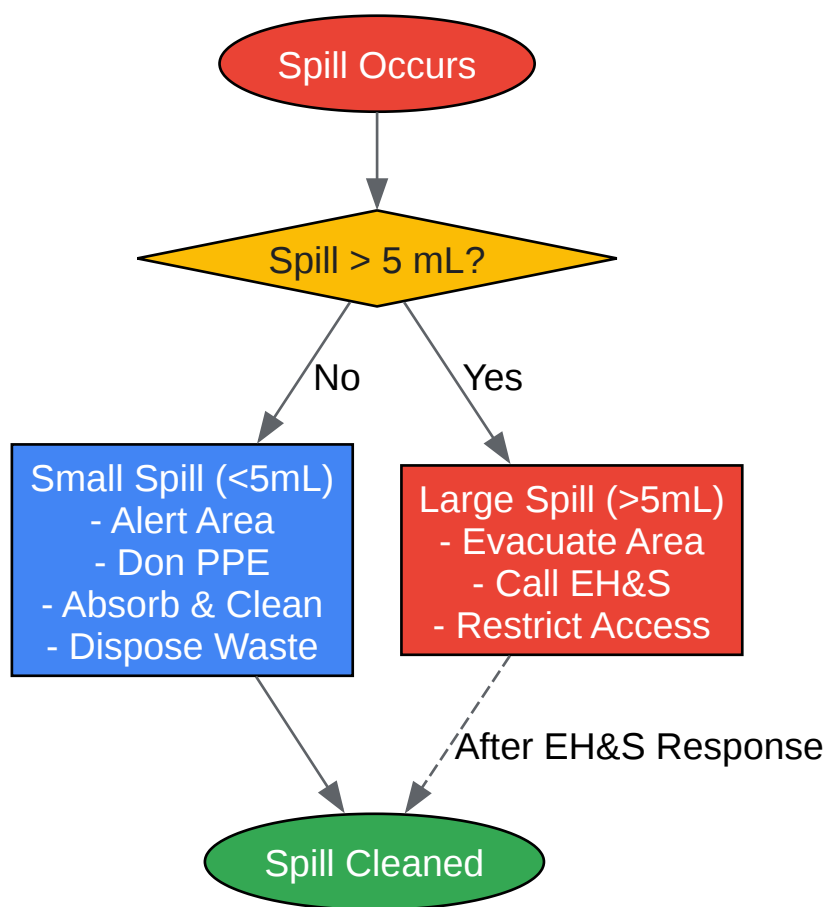 Spill Occurs
Spill > 5 mL?
No
Yes
Small Spill (<5mL)
- Alert Area
- Don PPE
- Absorb & Clean
- Dispose Waste
Large Spill (>5mL)
- Evacuate Area
- Call EH&S
- Restrict Access
After EH&S Response
Spill Cleaned